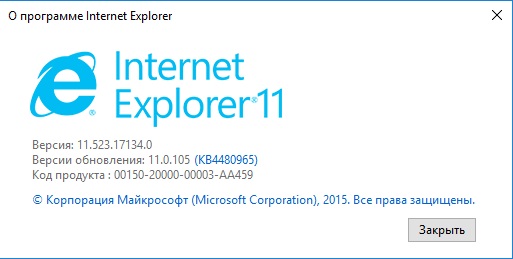 О программе Internet Explorer
Internet
Explorer®11
Версия: 11.523.17134.0
Версии обновления: 11.0.105 (KB4480965)
Код продукта : 00150-20000-00003-AA459
© Корпорация Майкрософт (Microsoft Corporation), 2015. Все права защищены.
Закрыть